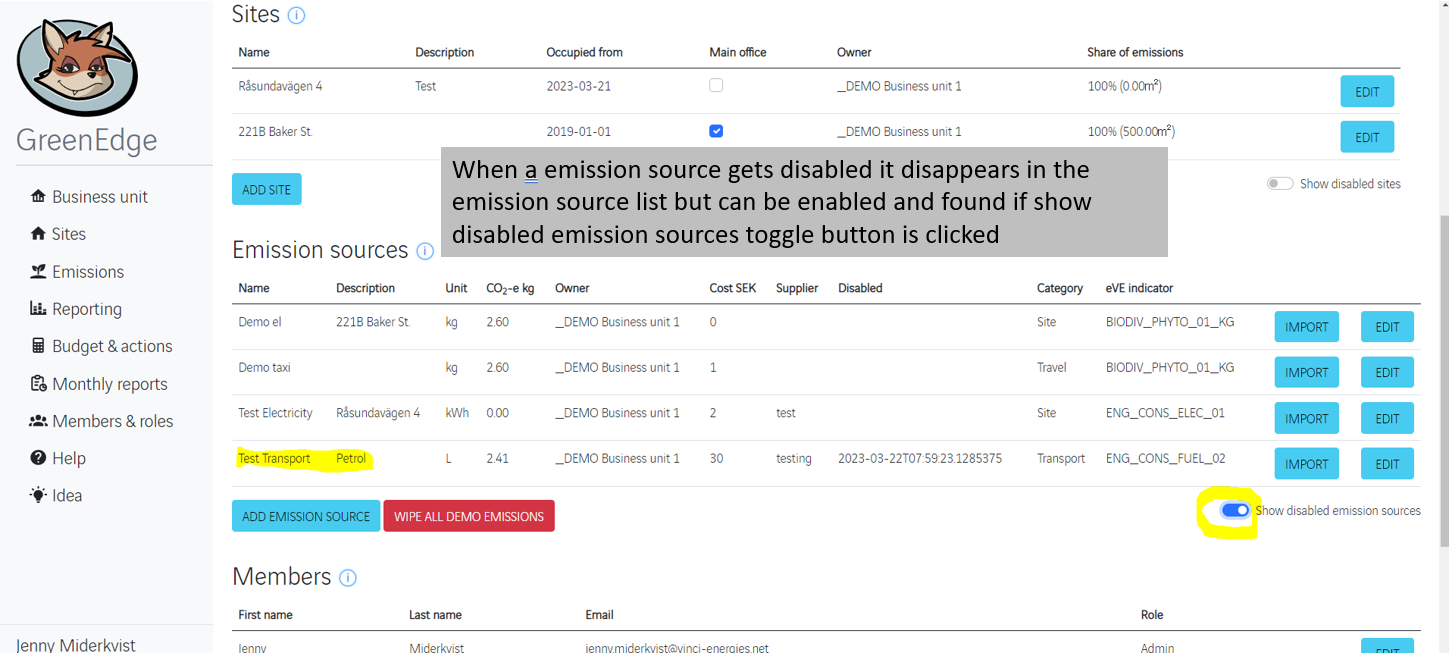 Sites
Name Description Occupied from Main office Owner Share of emissions
Råsundavägen 4 Test 2023-03-21 _DEMO Business unit 1 100% (0.00m²) EDIT
221B Baker St. 2019-01-01 _DEMO Business unit 1 100% (500.00m²) EDIT
ADD SITE
Show disabled sites
When a emission source gets disabled it disappears in the
emission source list but can be enabled and found if show
disabled emission sources toggle button is clicked
GreenEdge
Business unit
Sites
Emissions
Reporting
Budget & actions
Monthly reports
Members & roles
Help
Idea
Jenny Miderkvist
Emission sources
Name Description Unit CO₂-e kg Owner Cost SEK Supplier Disabled Category eVE indicator
Demo el 221B Baker St. kg 2.60 _DEMO Business unit 1 0 Site BIODIV_PHYTO_01_KG IMPORT EDIT
Demo taxi kg 2.60 _DEMO Business unit 1 1 Travel BIODIV_PHYTO_01_KG IMPORT EDIT
Test Electricity Råsundavägen 4 kWh 0.00 _DEMO Business unit 1 2 test Site ENG_CONS_ELEC_01 IMPORT EDIT
Test Transport Petrol L 2.41 _DEMO Business unit 1 30 testing 2023-03-22T07:59:23.1285375 Transport ENG_CONS_FUEL_02 IMPORT EDIT
ADD EMISSION SOURCE WIPE ALL DEMO EMISSIONS
Show disabled emission sources
Members
First name Last name Email Role
Jenny Miderkvist jenny.miderkvist@vinci-energies.net Admin EDIT